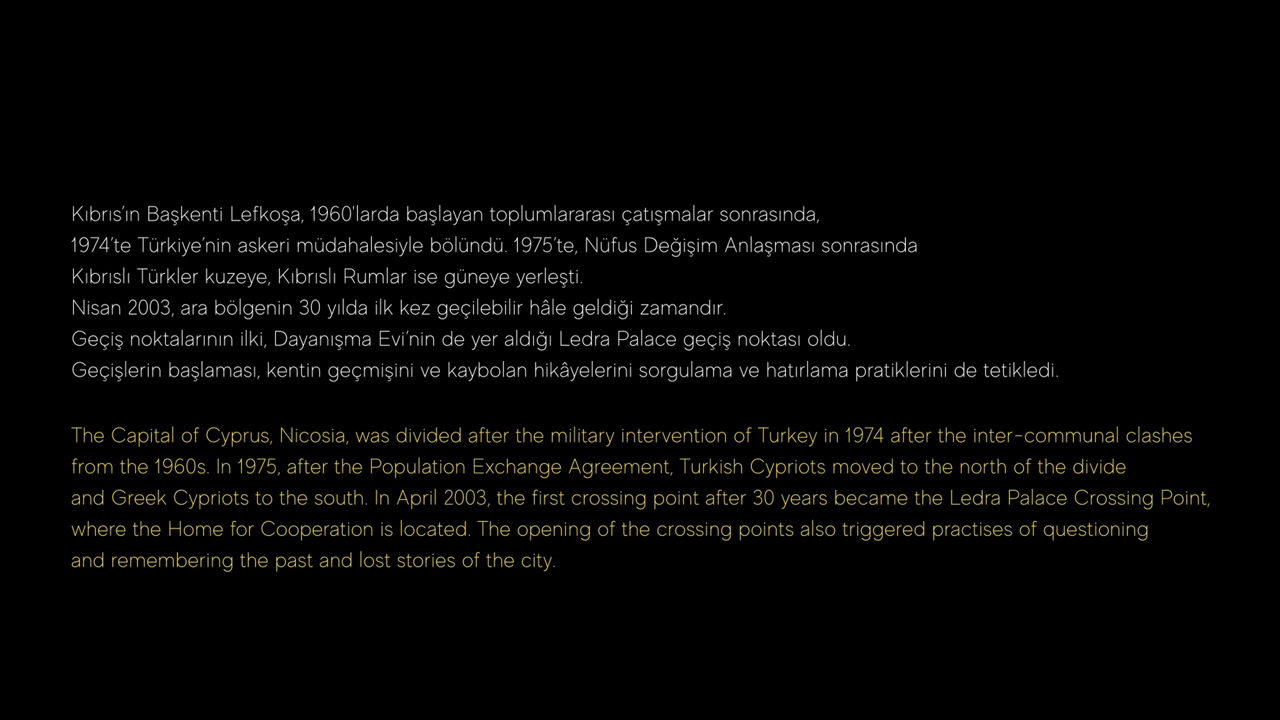 Kıbrıs’ın Başkenti Lefkoşa, 1960'larda başlayan toplumlararası çatışmalar sonrasında,
1974’te Türkiye’nin askeri müdahalesiyle bölündü. 1975’te, Nüfus Değişim Anlaşması sonrasında
Kıbrıslı Türkler kuzeye, Kıbrıslı Rumlar ise güneye yerleşti.
Nisan 2003, ara bölgenin 30 yılda ilk kez geçilebilir hâle geldiği zamandır.
Geçiş noktalarının ilki, Dayanışma Evi’nin de yer aldığı Ledra Palace geçiş noktası oldu.
Geçişlerin başlaması, kentin geçmişini ve kaybolan hikâyelerini sorgulama ve hatırlama pratiklerini de tetikledi.
The Capital of Cyprus, Nicosia, was divided after the military intervention of Turkey in 1974 after the inter-communal clashes
from the 1960s. In 1975, after the Population Exchange Agreement, Turkish Cypriots moved to the north of the divide
and Greek Cypriots to the south. In April 2003, the first crossing point after 30 years became the Ledra Palace Crossing Point,
where the Home for Cooperation is located. The opening of the crossing points also triggered practises of questioning
and remembering the past and lost stories of the city.